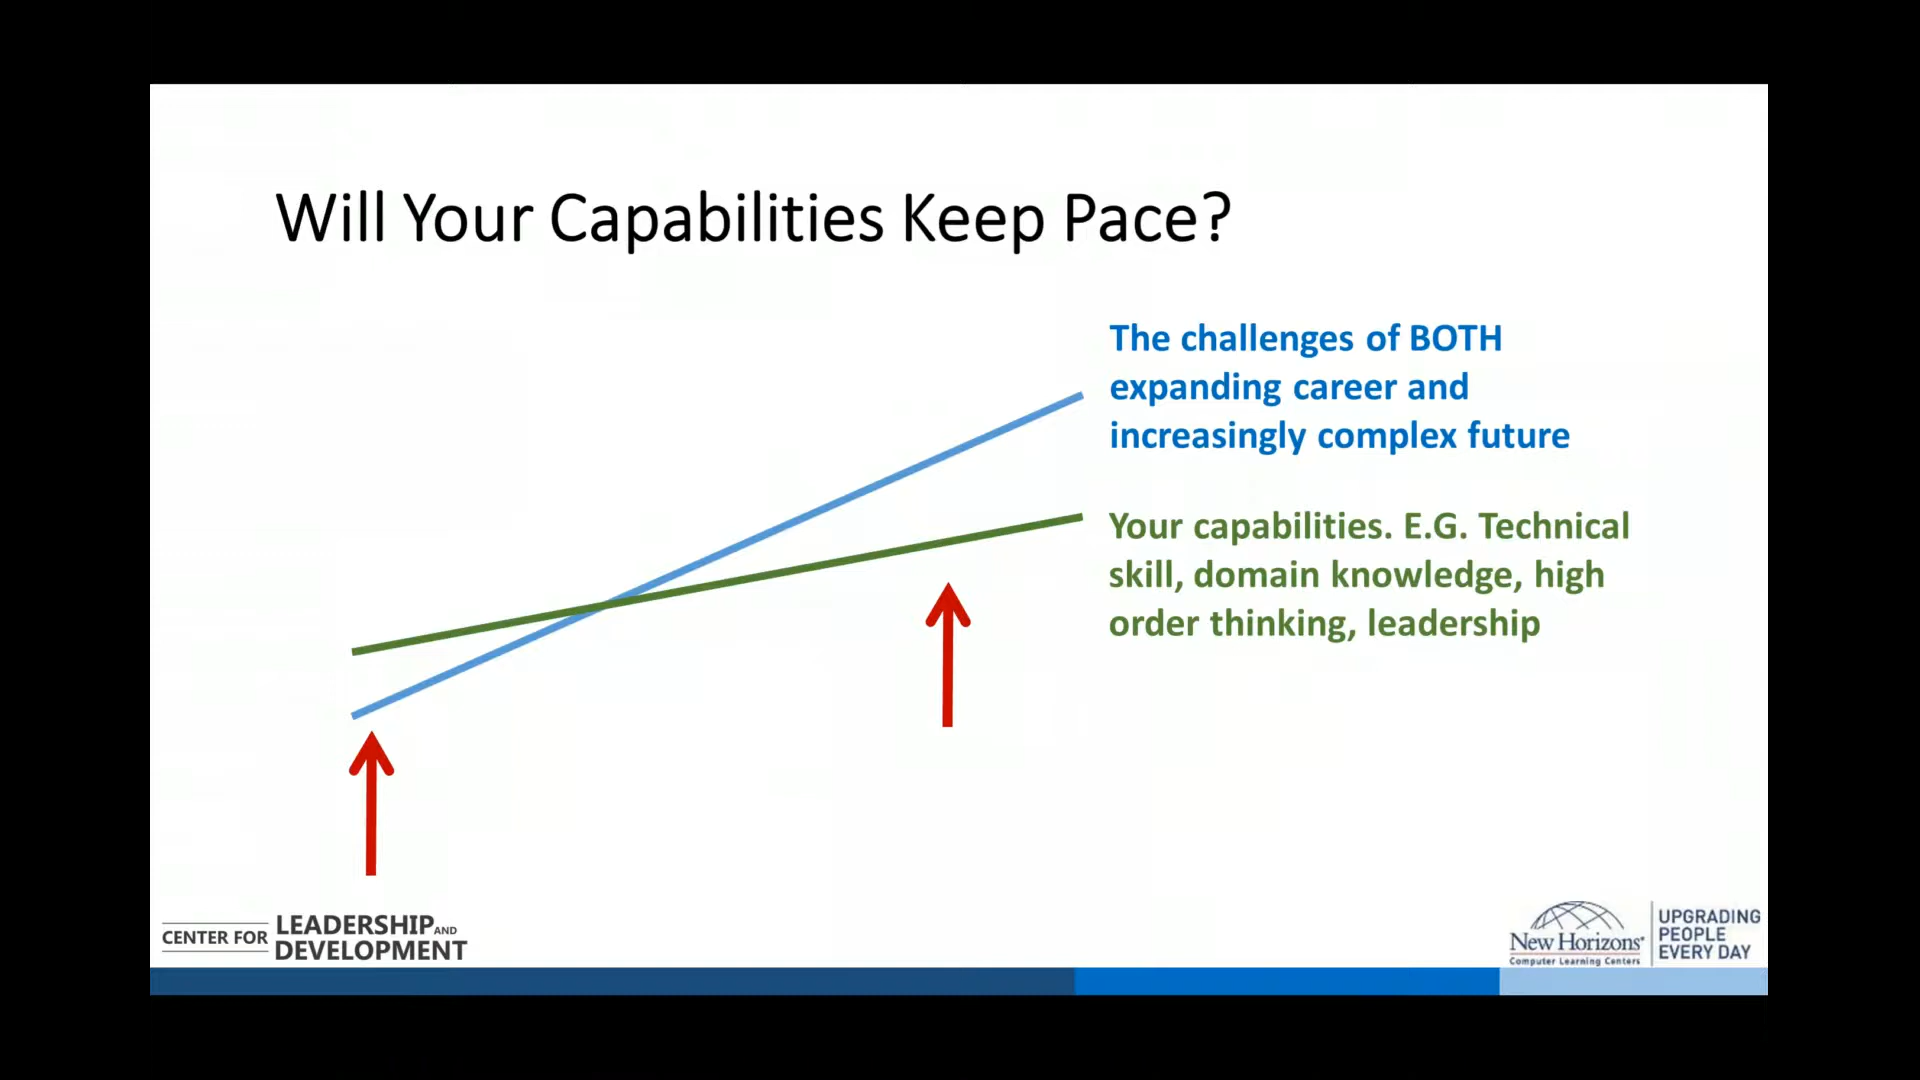 Will Your Capabilities Keep Pace?
The challenges of BOTH
expanding career and
increasingly complex future
Your capabilities. E.G. Technical
skill, domain knowledge, high
order thinking, leadership
CENTER FOR LEADERSHIP AND
DEVELOPMENT
New Horizons®
Computer Learning Centers
UPGRADING
PEOPLE
EVERY DAY